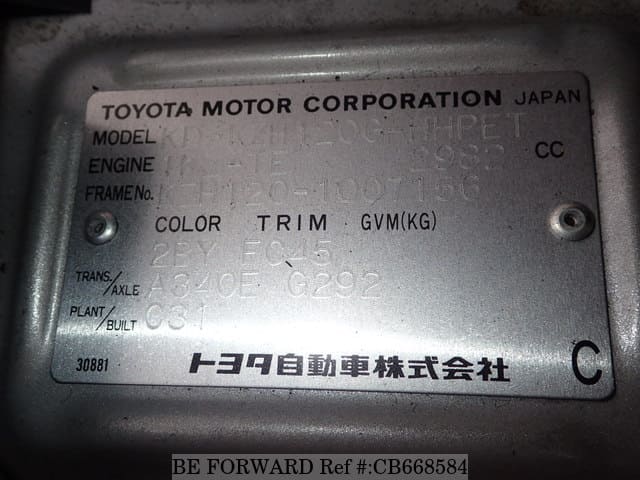 TOYOTA MOTOR CORPORATION JAPAN
MODEL KD-KZH120G-
ENGINE 1KZ-TE 2982 CC
FRAME No. KZH120-1007156
COLOR TRIM GVM(KG)
2BY FC45
TRANS./AXLE A340E G292
PLANT/BUILT C31
30881 トヨタ自動車株式会社 C
BE FORWARD Ref #:CB668584